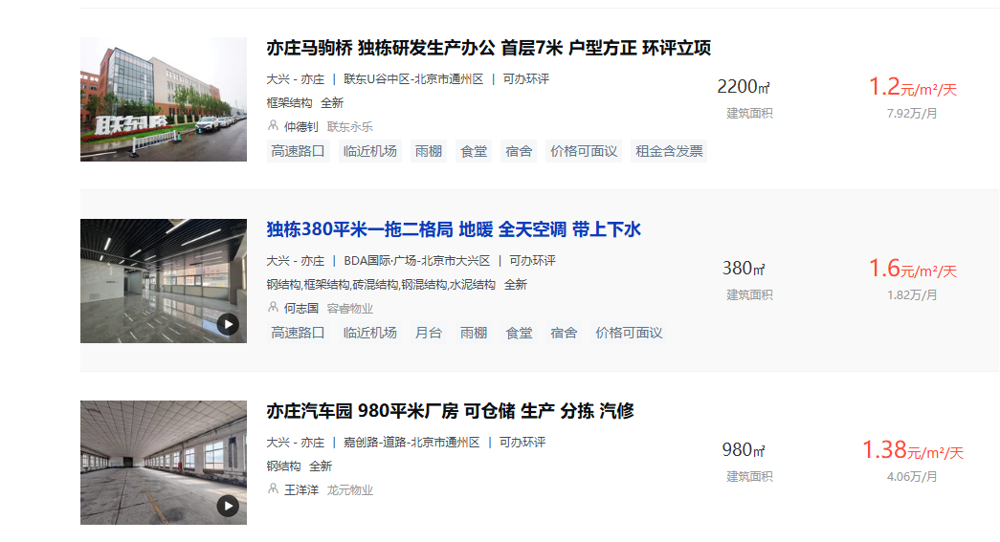 亦庄马驹桥 独栋研发生产办公 首层7米 户型方正 环评立项
大兴 - 亦庄 | 联东U谷中区-北京市通州区 | 可办环评
框架结构 全新
仲德钊 联东永乐
高速路口 临近机场 雨棚 食堂 宿舍 价格可面议 租金含发票
2200㎡
建筑面积
1.2元/m²/天
7.92万/月
独栋380平米一拖二格局 地暖 全天空调 带上下水
大兴 - 亦庄 | BDA国际·广场-北京市大兴区 | 可办环评
钢结构,框架结构,砖混结构,钢混结构,水泥结构 全新
何志国 容睿物业
高速路口 临近机场 月台 雨棚 食堂 宿舍 价格可面议
380㎡
建筑面积
1.6元/m²/天
1.82万/月
亦庄汽车园 980平米厂房 可仓储 生产 分拣 汽修
大兴 - 亦庄 | 嘉创路-道路-北京市通州区 | 可办环评
钢结构 全新
王洋洋 龙元物业
980㎡
建筑面积
1.38元/m²/天
4.06万/月